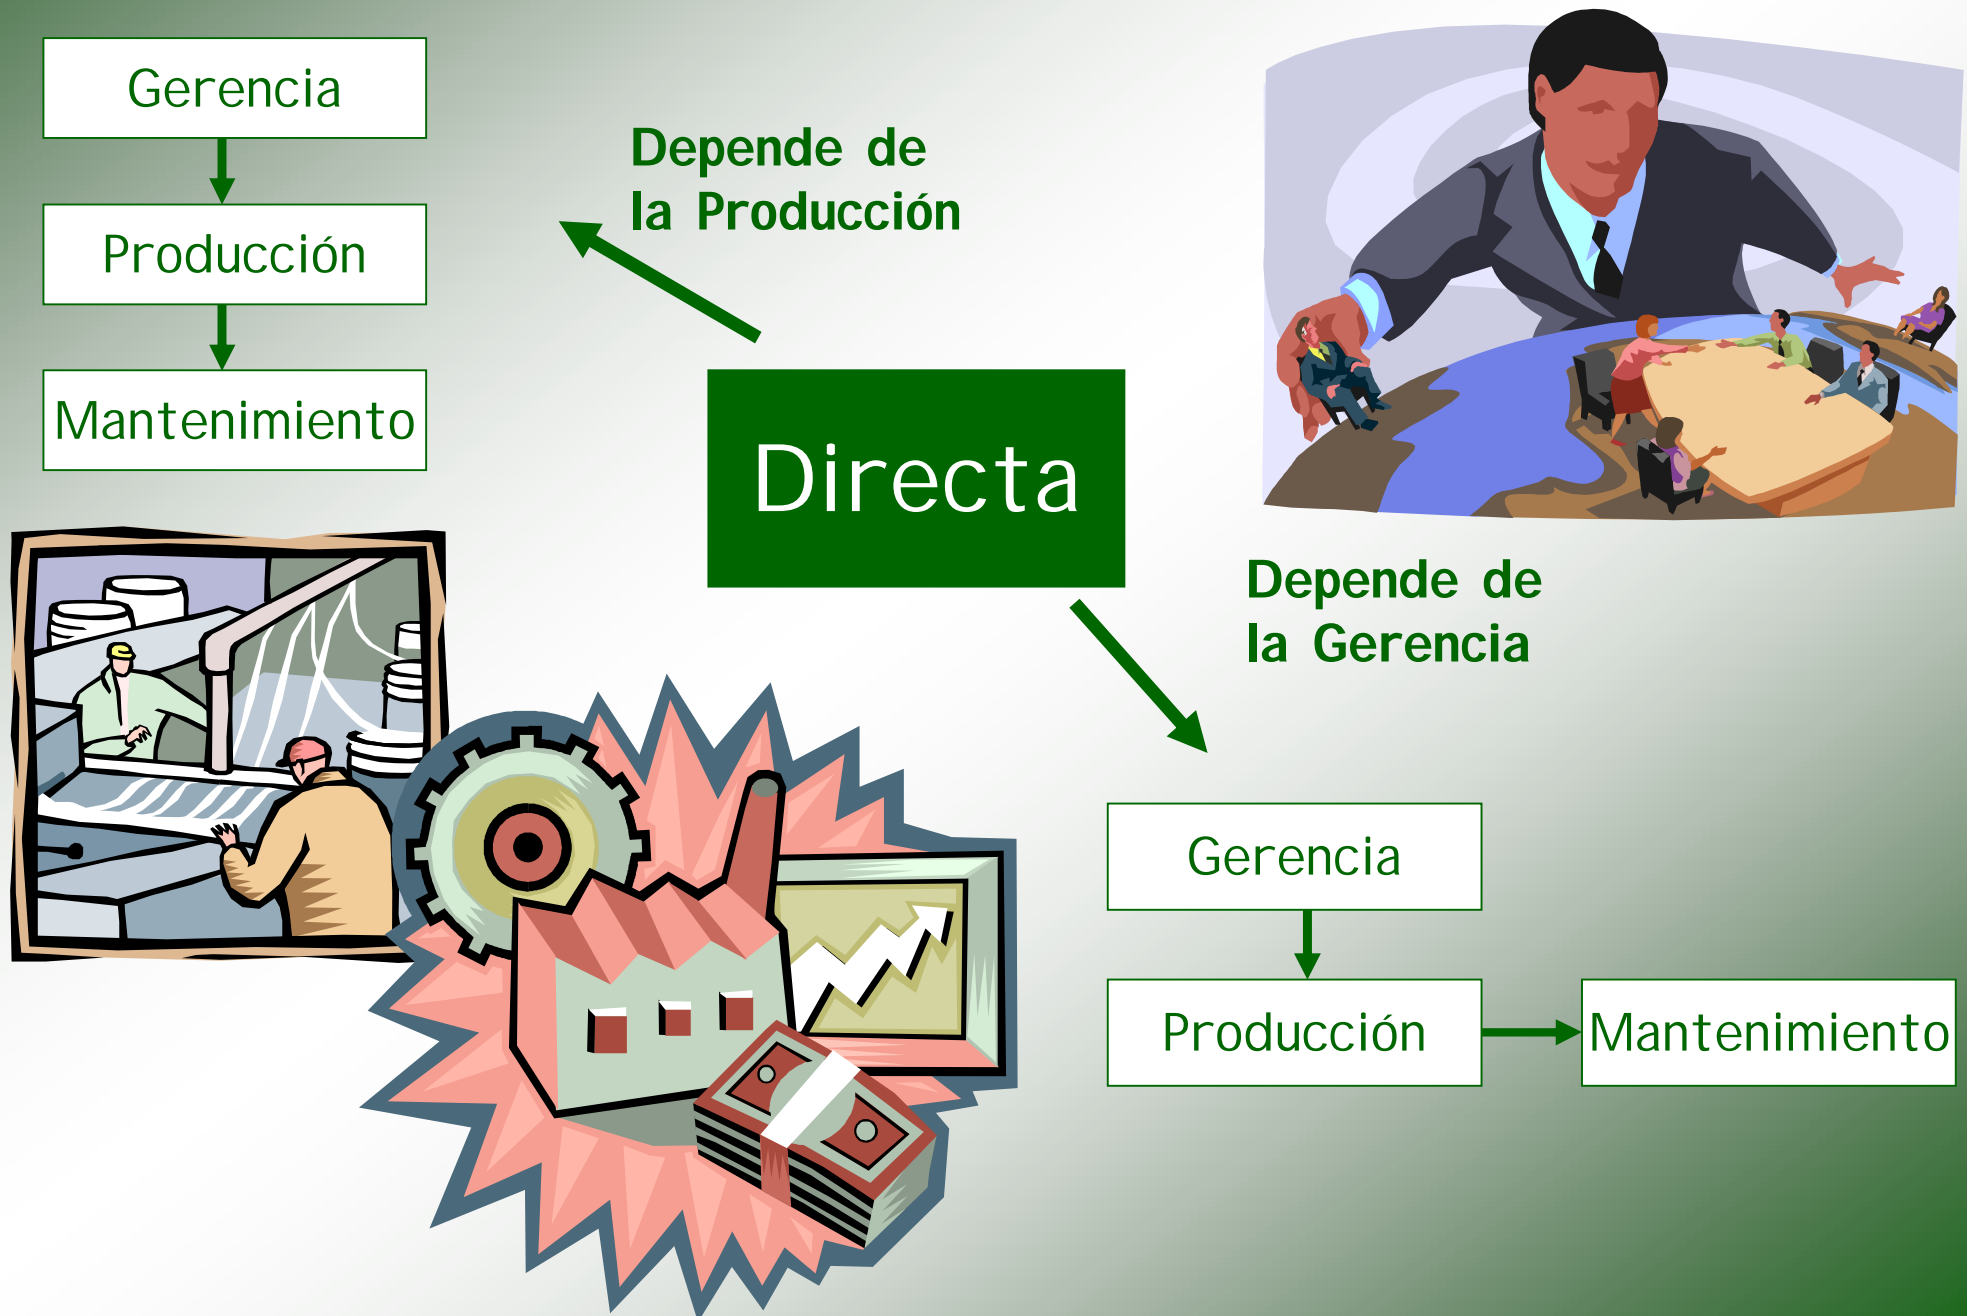 Gerencia
Producción
Mantenimiento
Depende de
la Producción
Directa
Depende de
la Gerencia
Gerencia
Producción
Mantenimiento